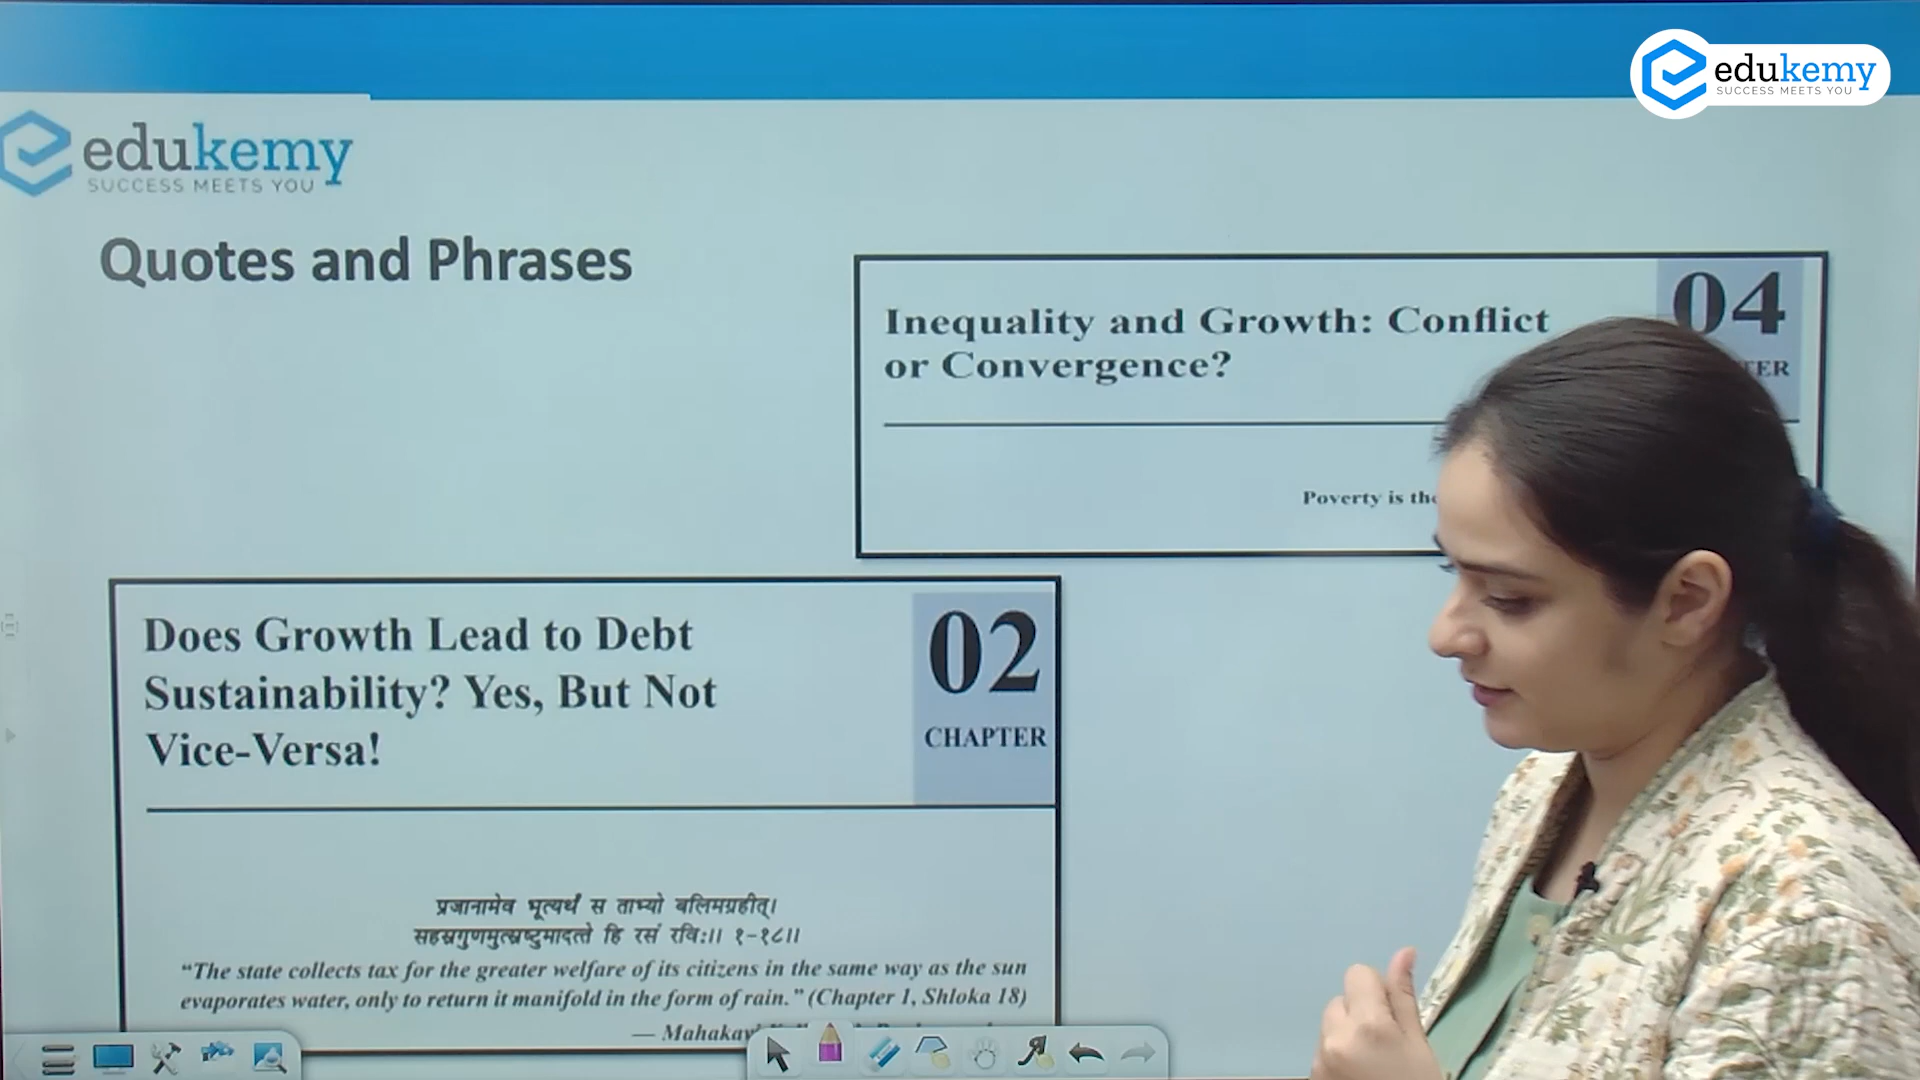 edukemy
SUCCESS MEETS YOU
edukemy
SUCCESS MEETS YOU
Quotes and Phrases
Inequality and Growth: Conflict
or Convergence?
04
Poverty is the
Does Growth Lead to Debt
Sustainability? Yes, But Not
Vice-Versa!
02
CHAPTER
प्रजानामेव भूत्यर्थं स ताभ्यो बलिमग्रहीत्।
सहस्रगुणमुत्स्रष्टुमादत्ते हि रसं रविः।। १-१८।।
“The state collects tax for the greater welfare of its citizens in the same way as the sun
evaporates water, only to return it manifold in the form of rain.” (Chapter 1, Shloka 18)
— Mahakavi